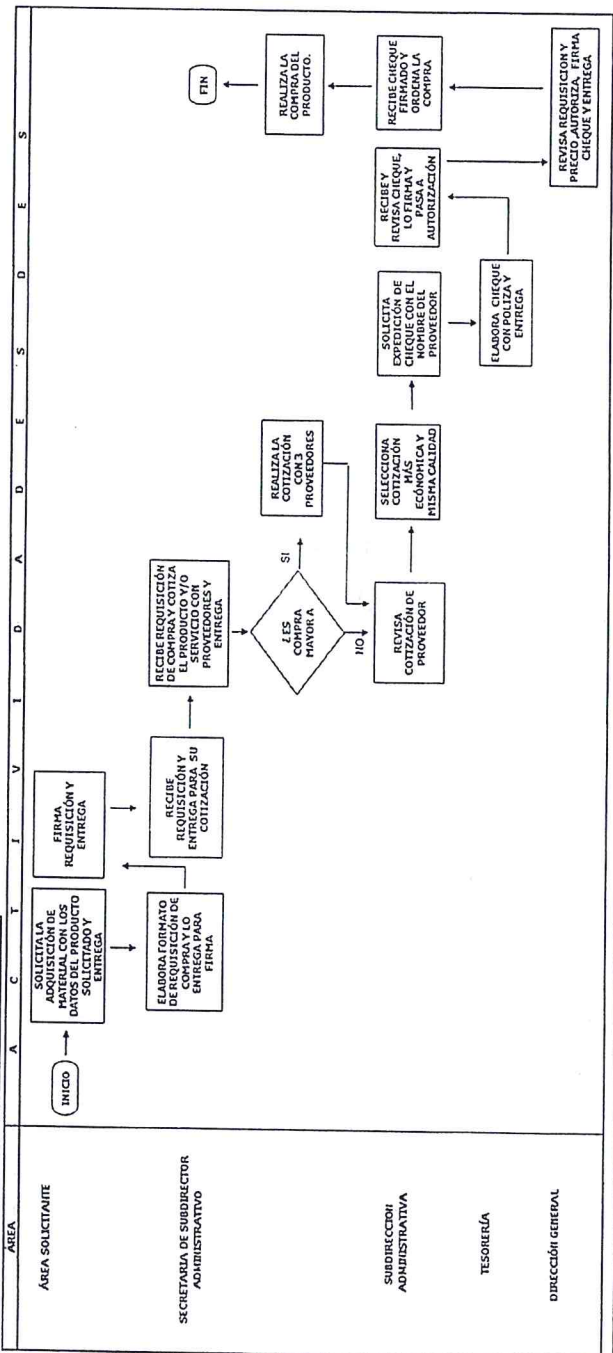 ÁREA
A C T I V I D A D E S D E S
ÁREA SOLICITANTE
INICIO
SOLICITA LA
ADQUISICIÓN DE
MATERIAL CON LOS
DATOS DEL PRODUCTO
SOLICITADO Y
ENTREGA
FIRMA
REQUISICIÓN Y
ENTREGA
SECRETARIA DE SUBDIRECTOR
ADMINISTRATIVO
ELABORA FORMATO
DE REQUISICIÓN DE
COMPRA Y LO
ENTREGA PARA
FIRMA
RECIBE
REQUISICIÓN Y
ENTREGA PARA SU
COTIZACIÓN
RECIBE REQUISICIÓN
DE COMPRA Y COTIZA
EL PRODUCTO Y/O
SERVICIO CON
PROVEEDORES Y
ENTREGA
¿ES
COMPRA
MAYOR A
SI
NO
REALIZA LA
COTIZACIÓN
CON 3
PROVEEDORES
REALIZA LA
COMPRA DEL
PRODUCTO.
FIN
SUBDIRECCION
ADMINISTRATIVA
REVISA
COTIZACIÓN DE
PROVEEDOR
SELECCIONA
COTIZACIÓN
MÁS
ECÓNOMICA Y
MISMA CALIDAD
SOLICITA
EXPEDICIÓN DE
CHEQUE CON EL
NOMBRE DEL
PROVEEDOR
RECIBE Y
REVISA CHEQUE,
LO FIRMA Y
PASA A
AUTORIZACIÓN
RECIBE CHEQUE
FIRMADO Y
ORDENA LA
COMPRA
TESORERÍA
ELABORA CHEQUE
CON POLIZA Y
ENTREGA
DIRECCIÓN GENERAL
REVISA REQUISICION Y
PRECIO ,AUTORIZA, FIRMA
CHEQUE Y ENTREGA